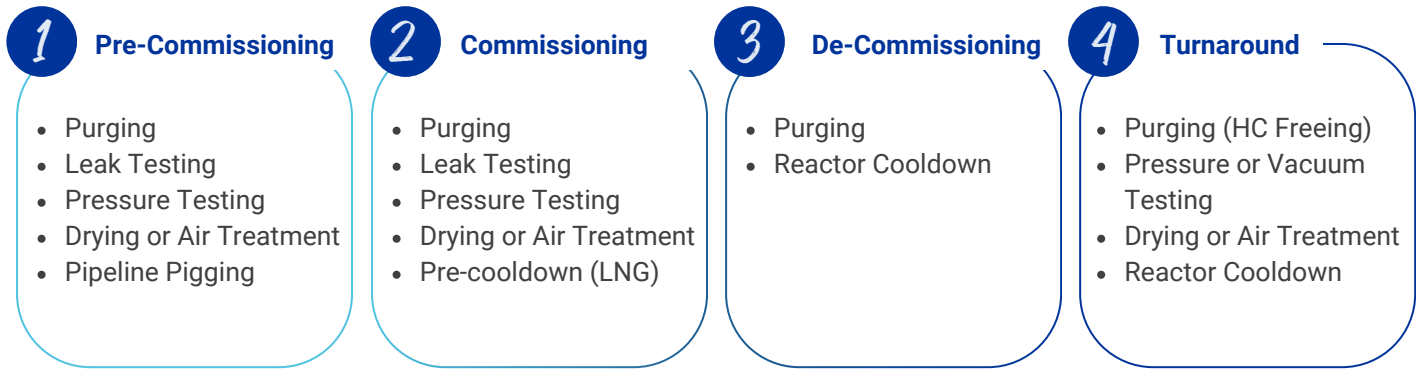 1 Pre-Commissioning
• Purging
• Leak Testing
• Pressure Testing
• Drying or Air Treatment
• Pipeline Pigging
2 Commissioning
• Purging
• Leak Testing
• Pressure Testing
• Drying or Air Treatment
• Pre-cooldown (LNG)
3 De-Commissioning
• Purging
• Reactor Cooldown
4 Turnaround
• Purging (HC Freeing)
• Pressure or Vacuum
Testing
• Drying or Air Treatment
• Reactor Cooldown